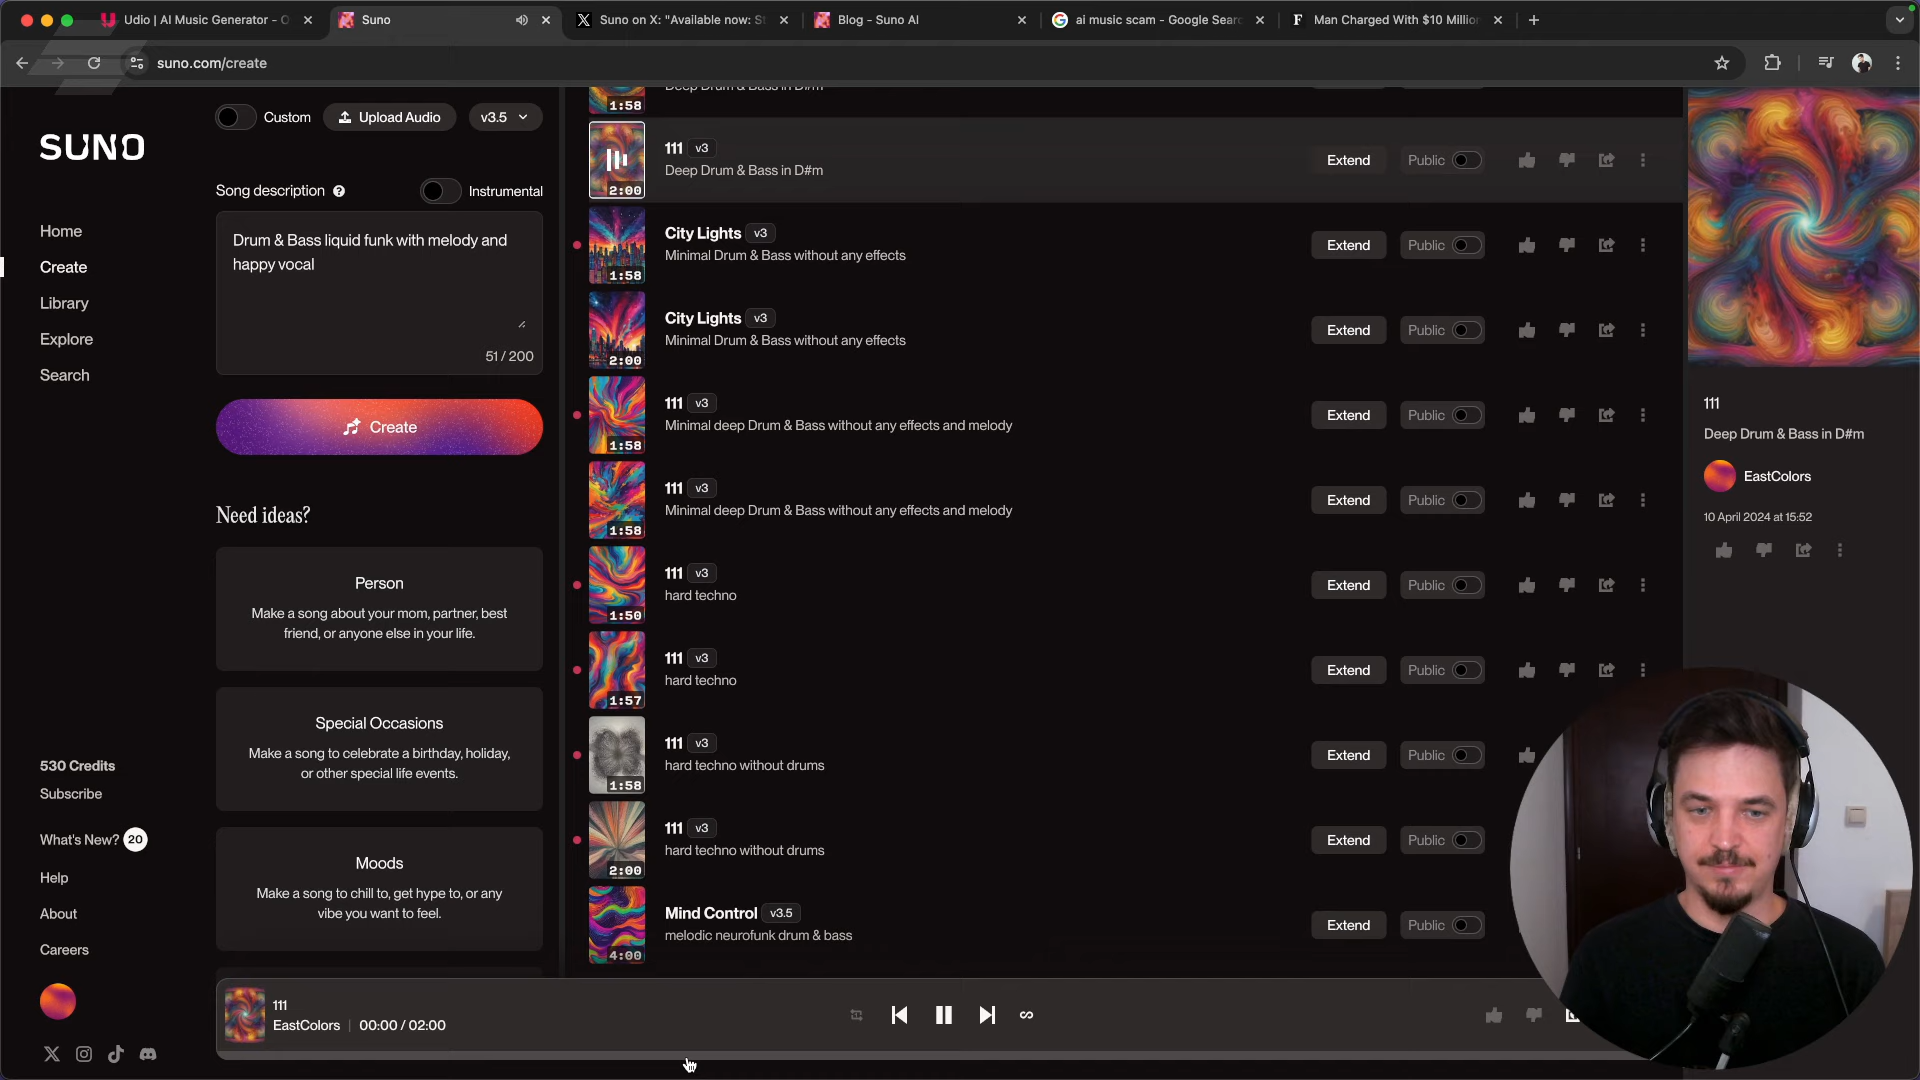 Udio | AI Music Generator - O
Suno
Suno on X: "Available now: St
Blog - Suno AI
ai music scam - Google Searc
Man Charged With $10 Million
suno.com/create
SUNO
Home
Create
Library
Explore
Search
530 Credits
Subscribe
What's New? 20
Help
About
Careers
Custom
Upload Audio
v3.5
Song description
Instrumental
Drum & Bass liquid funk with melody and
happy vocal
51 / 200
Create
Need ideas?
Person
Make a song about your mom, partner, best
friend, or anyone else in your life.
Special Occasions
Make a song to celebrate a birthday, holiday,
or other special life events.
Moods
Make a song to chill to, get hype to, or any
vibe you want to feel.
1:58
Deep Drum & Bass in D#m
111 v3
Deep Drum & Bass in D#m
2:00
Extend
Public
City Lights v3
Minimal Drum & Bass without any effects
1:58
Extend
Public
City Lights v3
Minimal Drum & Bass without any effects
2:00
Extend
Public
111 v3
Minimal deep Drum & Bass without any effects and melody
1:58
Extend
Public
111 v3
Minimal deep Drum & Bass without any effects and melody
1:58
Extend
Public
111 v3
hard techno
1:50
Extend
Public
111 v3
hard techno
1:57
Extend
Public
111 v3
hard techno without drums
1:58
Extend
Public
111 v3
hard techno without drums
2:00
Extend
Public
Mind Control v3.5
melodic neurofunk drum & bass
4:00
Extend
Public
111
Deep Drum & Bass in D#m
EastColors
10 April 2024 at 15:52
111
EastColors | 00:00 / 02:00